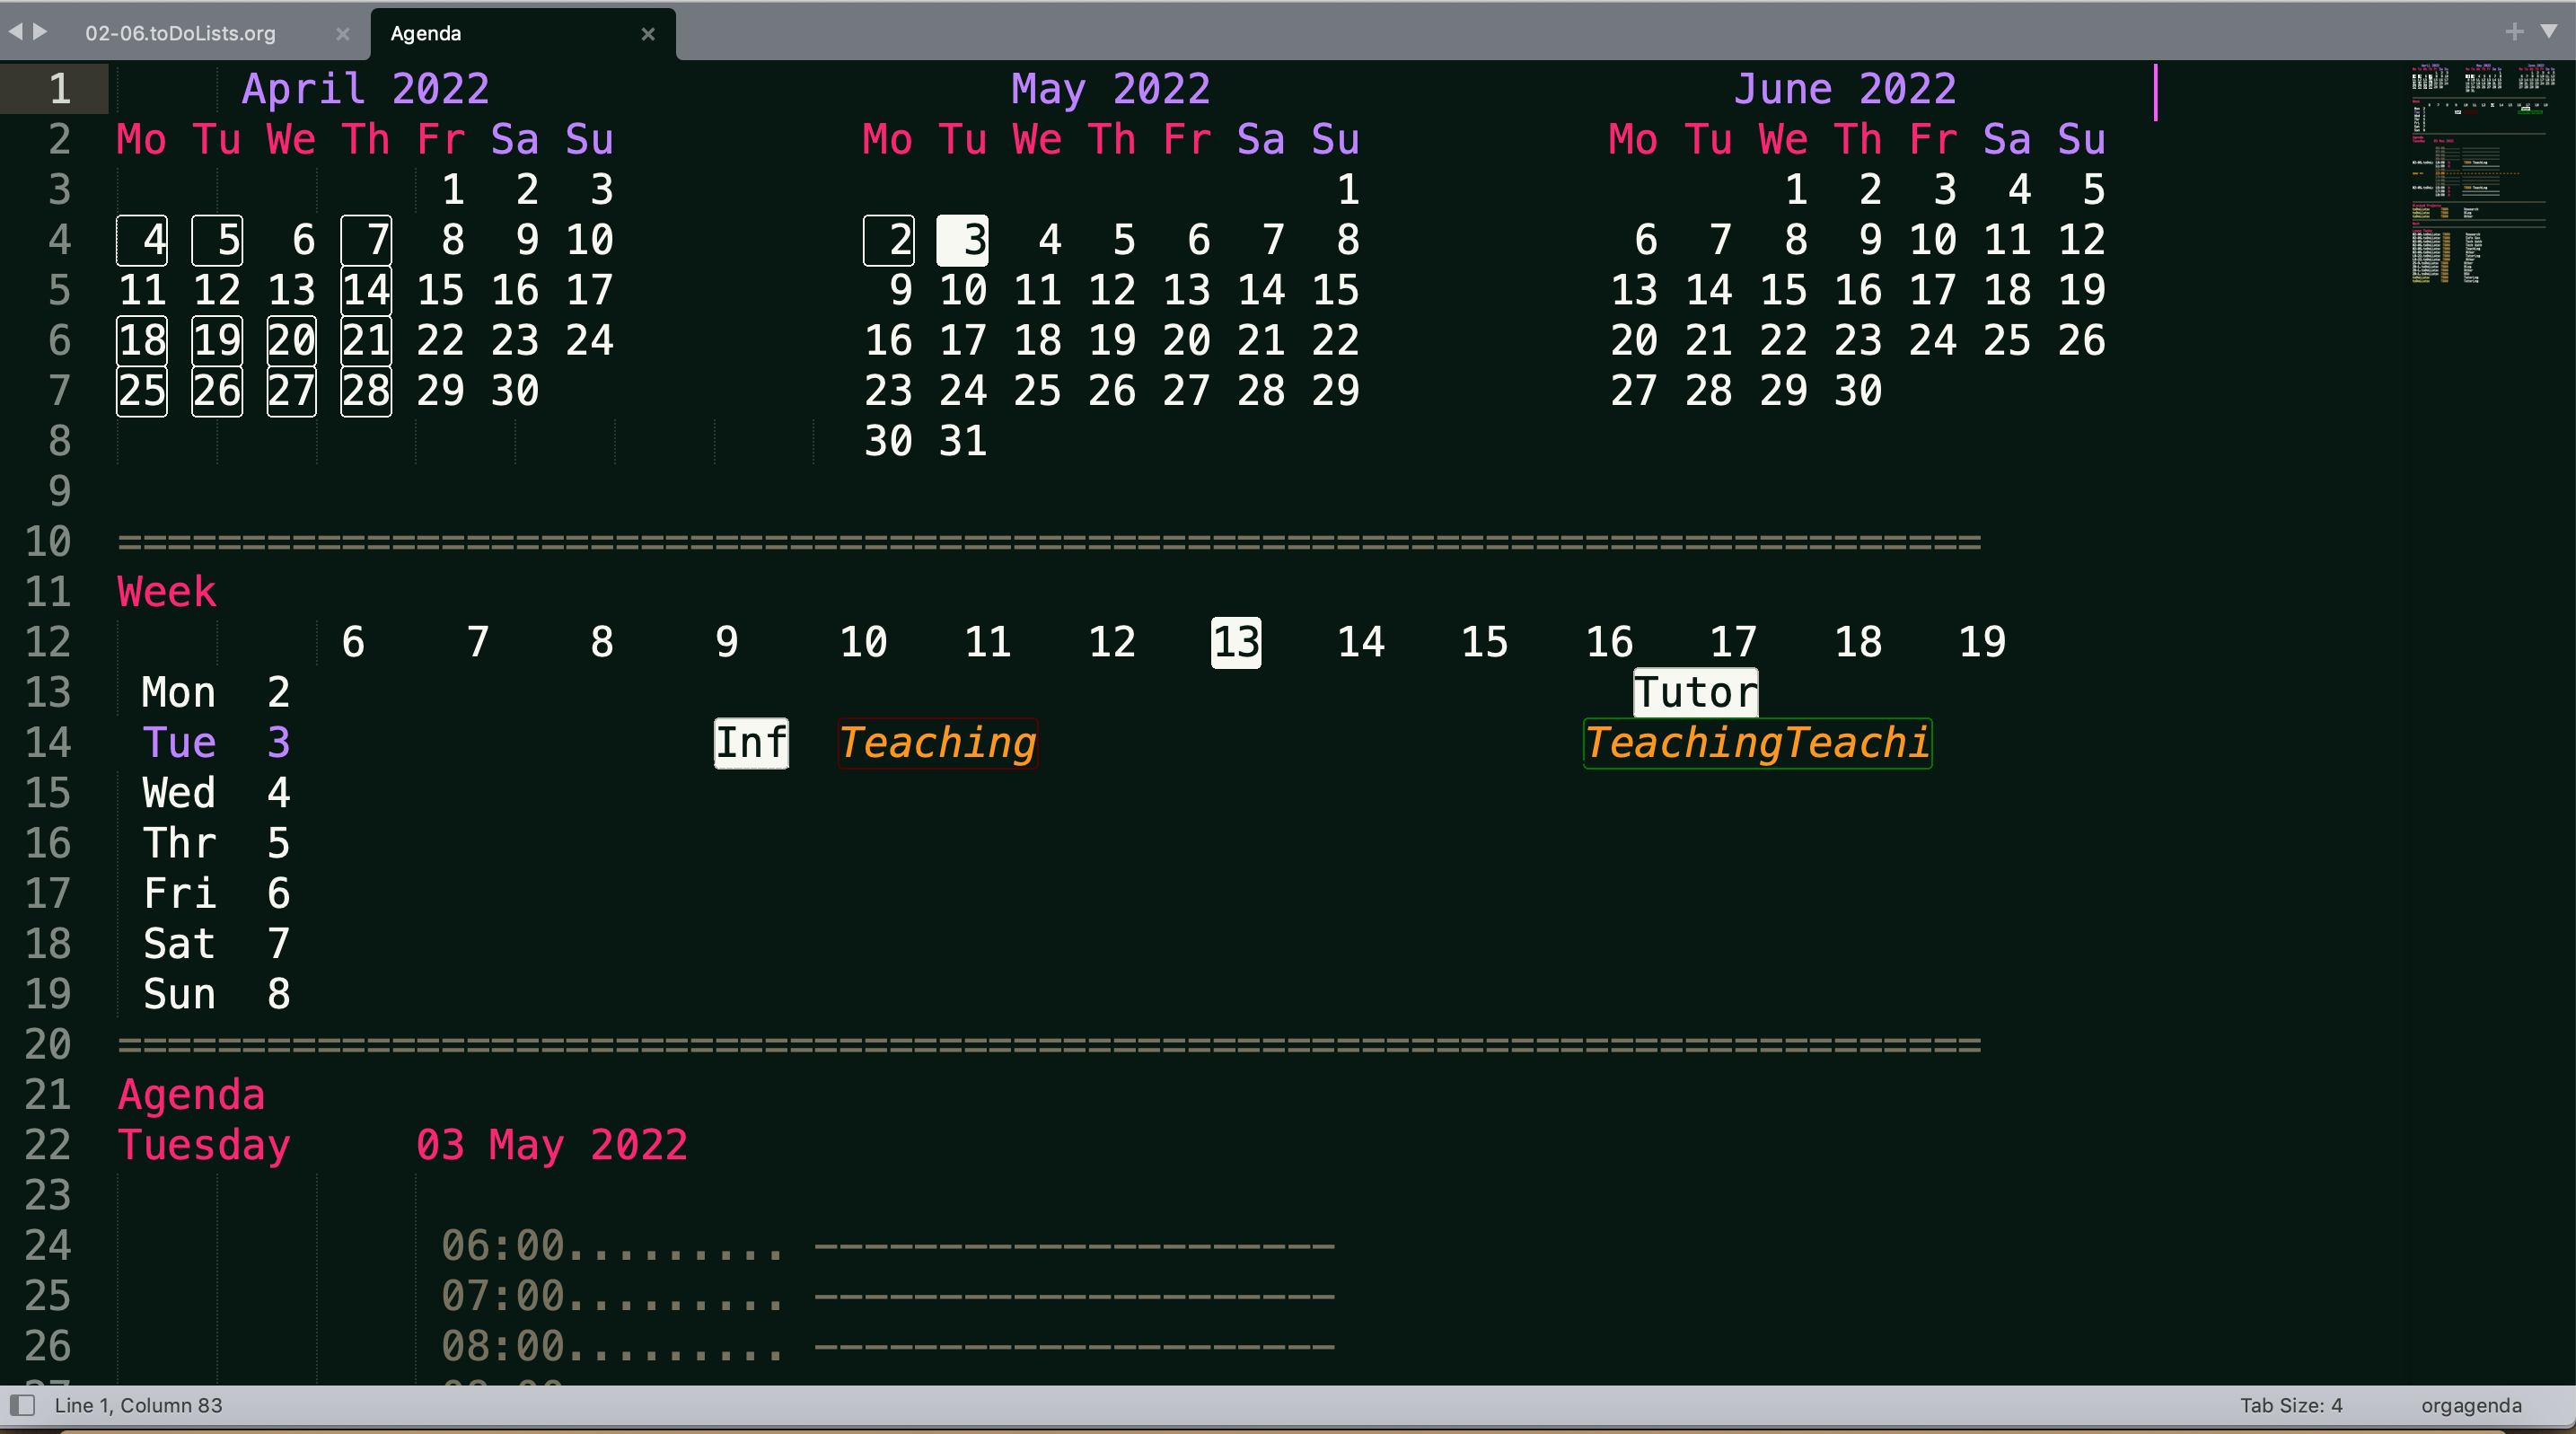 02-06.toDoLists.org × Agenda ×
1 April 2022 May 2022 June 2022
2 Mo Tu We Th Fr Sa Su Mo Tu We Th Fr Sa Su Mo Tu We Th Fr Sa Su
3 1 2 3 1 1 2 3 4 5
4 4 5 6 7 8 9 10 2 3 4 5 6 7 8 6 7 8 9 10 11 12
5 11 12 13 14 15 16 17 9 10 11 12 13 14 15 13 14 15 16 17 18 19
6 18 19 20 21 22 23 24 16 17 18 19 20 21 22 20 21 22 23 24 25 26
7 25 26 27 28 29 30 23 24 25 26 27 28 29 27 28 29 30
8 30 31
9
10 ===========================================================================
11 Week
12 6 7 8 9 10 11 12 13 14 15 16 17 18 19
13 Mon 2 Tutor
14 Tue 3 Inf Teaching TeachingTeachi
15 Wed 4
16 Thr 5
17 Fri 6
18 Sat 7
19 Sun 8
20 ===========================================================================
21 Agenda
22 Tuesday 03 May 2022
23
24 06:00......... —————————————————————
25 07:00......... —————————————————————
26 08:00......... —————————————————————
Line 1, Column 83 Tab Size: 4 orgagenda